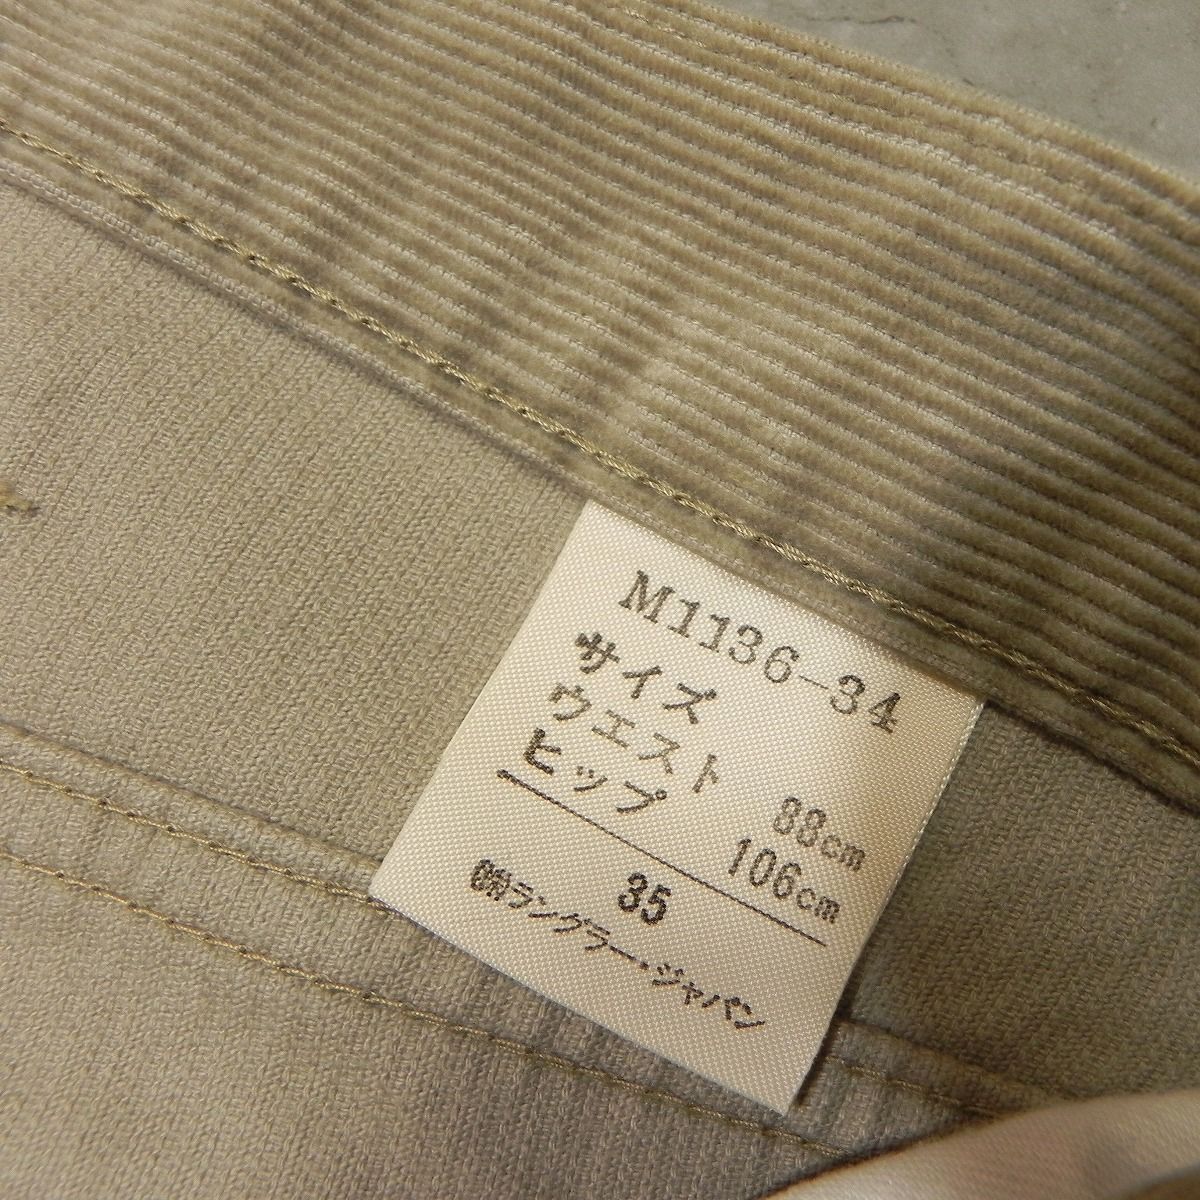 M1136-34
サイズ
ウエスト 88cm
ヒップ 106cm
35
㈱ラングラー・ジャパン